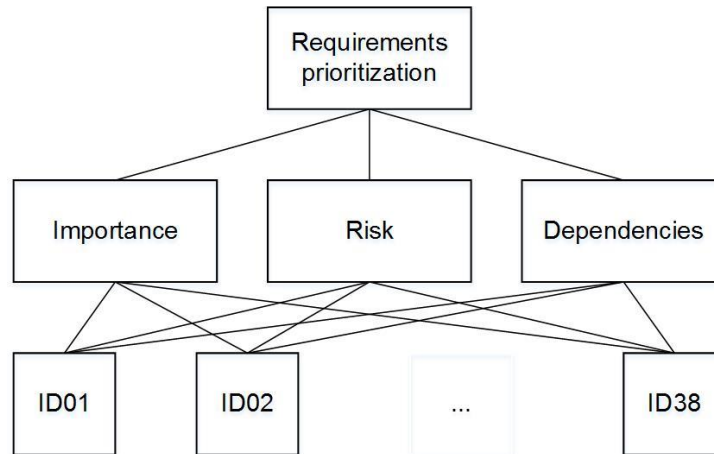 Requirements
prioritization
Importance
Risk
Dependencies
ID01
ID02
...
ID38